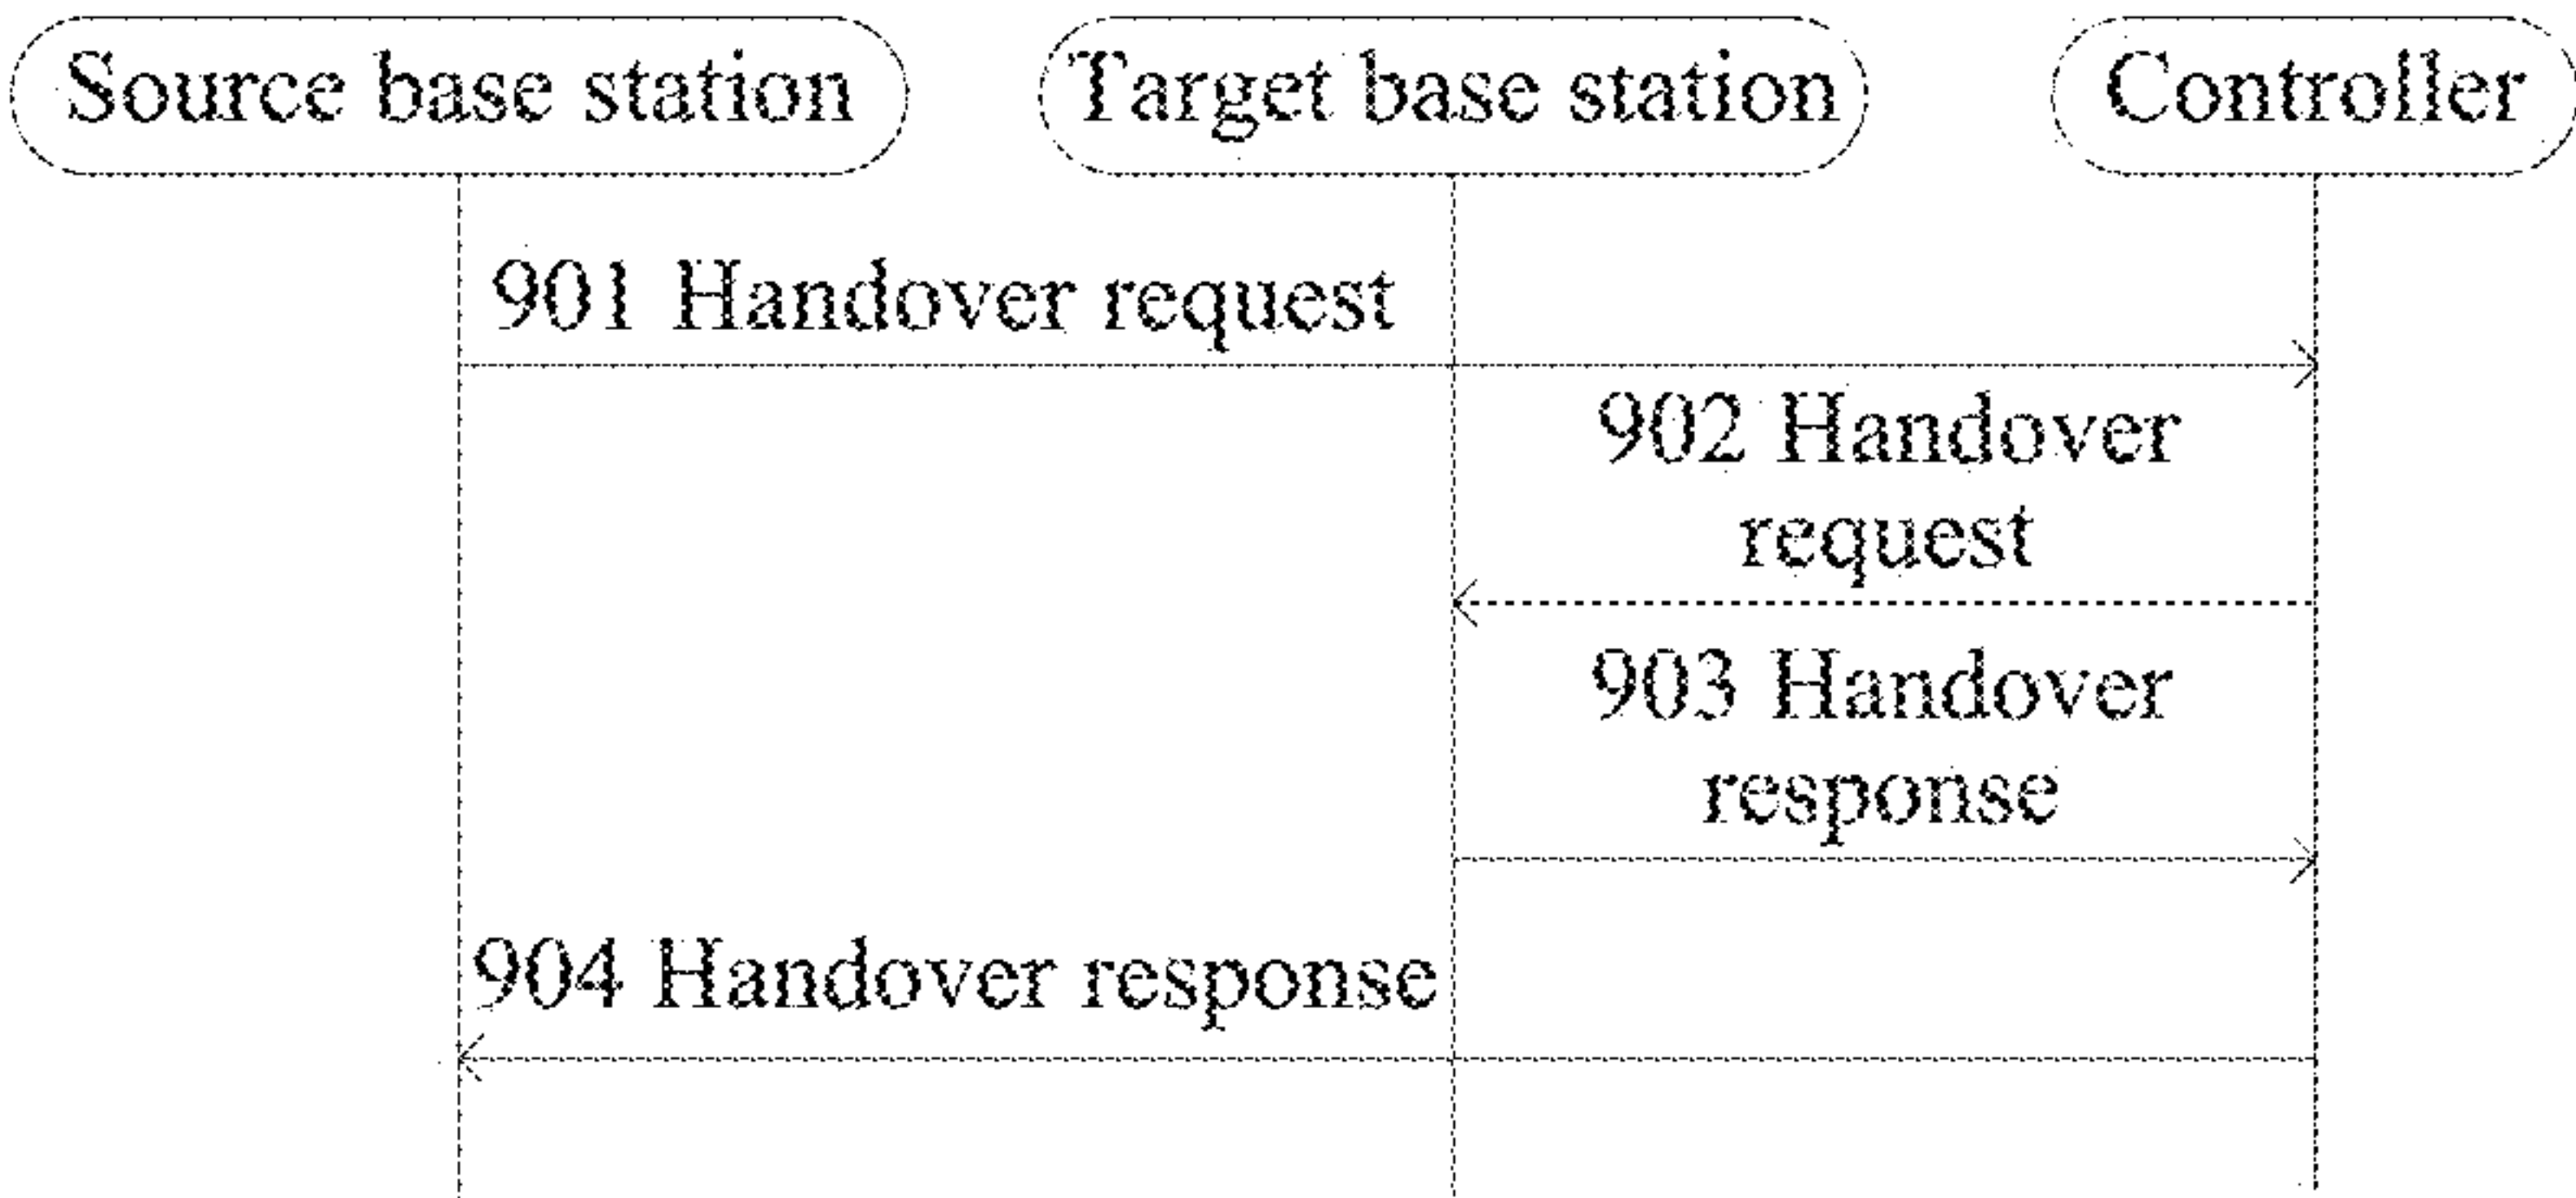 Source base station
Target base station
Controller
901 Handover request
902 Handover
request
903 Handover
response
904 Handover response